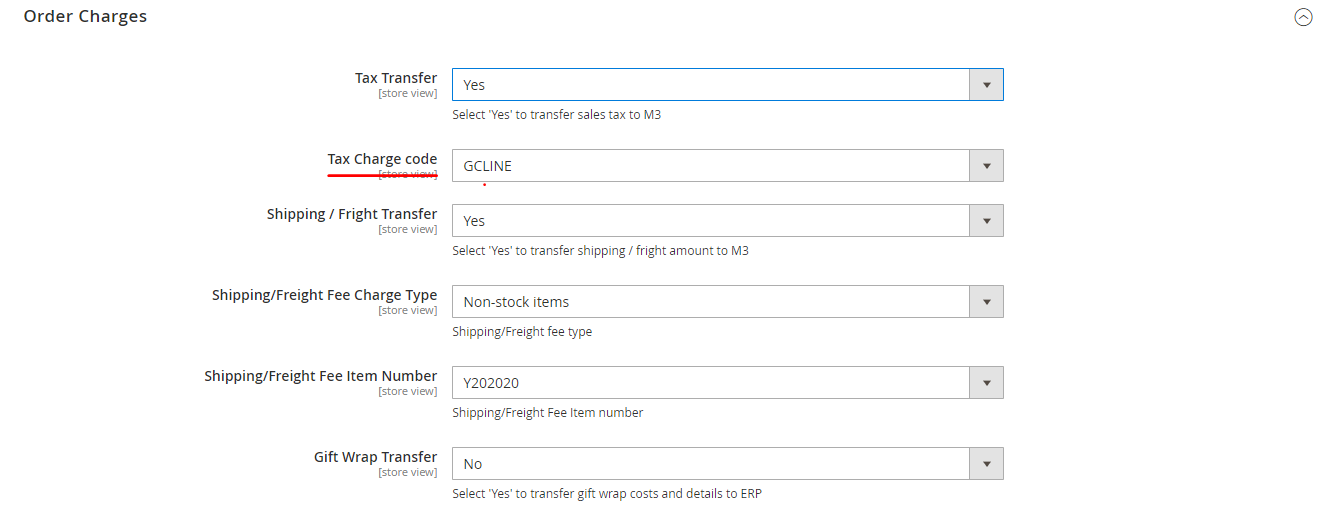 Order Charges
Tax Transfer
Yes
[store view]
Select 'Yes' to transfer sales tax to M3
Tax Charge code
GCLINE
[store view]
Shipping / Fright Transfer
Yes
[store view]
Select 'Yes' to transfer shipping / fright amount to M3
Shipping/Freight Fee Charge Type
Non-stock items
[store view]
Shipping/Freight fee type
Shipping/Freight Fee Item Number
Y202020
[store view]
Shipping/Freight Fee Item number
Gift Wrap Transfer
No
[store view]
Select 'Yes' to transfer gift wrap costs and details to ERP